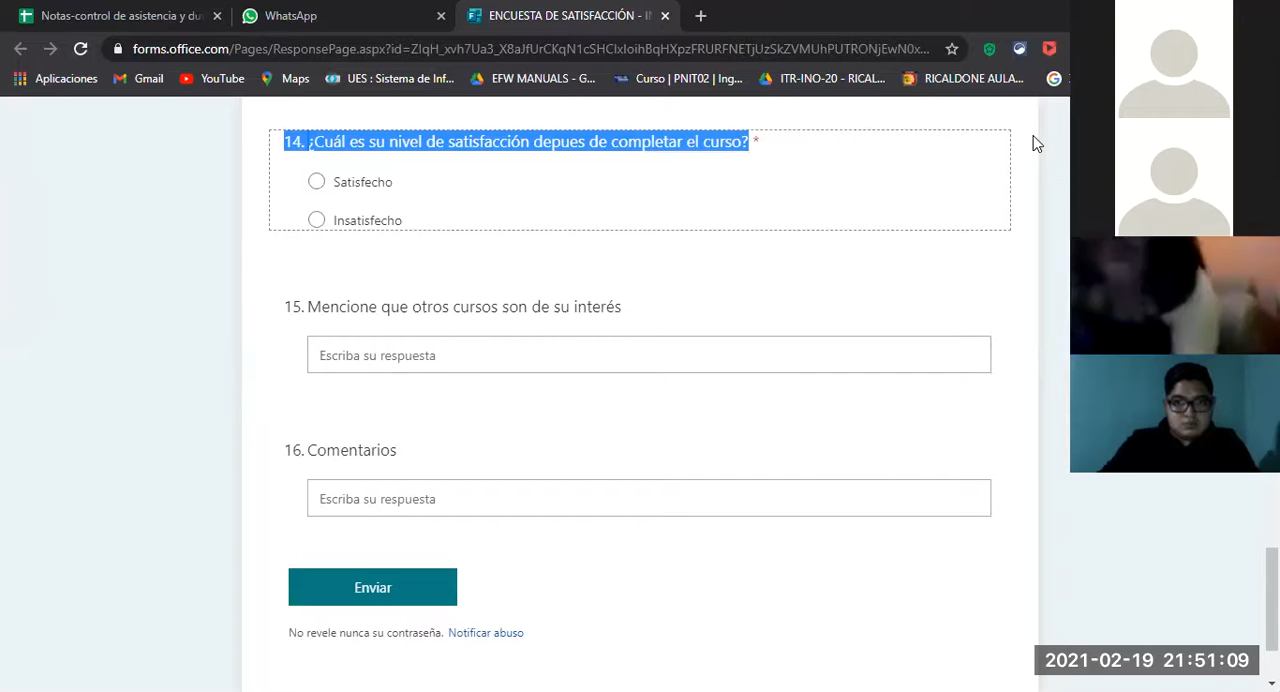 Notas-control de asistencia y du
WhatsApp
ENCUESTA DE SATISFACCIÓN - I
forms.office.com/Pages/ResponsePage.aspx?id=ZIqH_xvh7Ua3_X8aJfUrCKqN1cSHCIxIoihBqHXpzFRURFNETjUzSkZVMUhPUTRONjEwN0x...
Aplicaciones
Gmail
YouTube
Maps
UES : Sistema de Inf...
EFW MANUALS - G...
Curso | PNIT02 | Ing...
ITR-INO-20 - RICAL...
RICALDONE AULA...
14. ¿Cuál es su nivel de satisfacción depues de completar el curso? *
Satisfecho
Insatisfecho
15. Mencione que otros cursos son de su interés
Escriba su respuesta
16. Comentarios
Escriba su respuesta
Enviar
No revele nunca su contraseña. Notificar abuso
2021-02-19 21:51:09